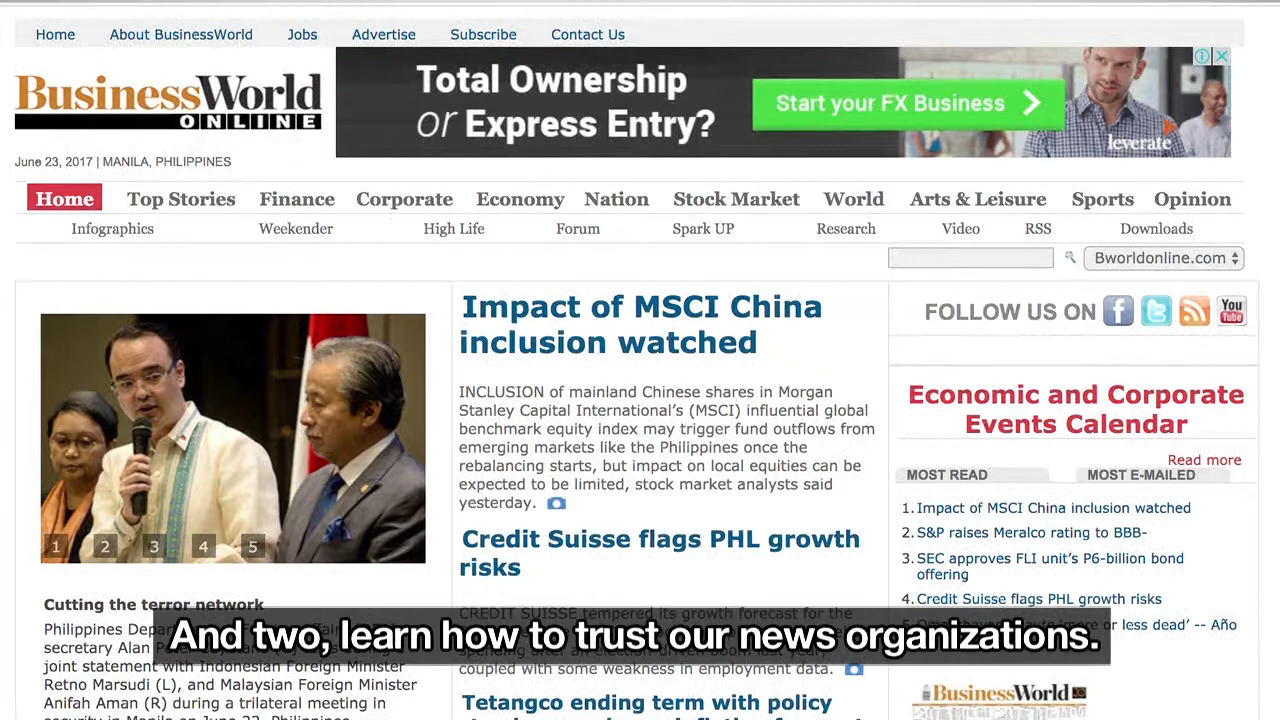 Home About BusinessWorld Jobs Advertise Subscribe Contact Us
BusinessWorld
ONLINE
Total Ownership
or Express Entry?
Start your FX Business
leverate
June 23, 2017 | MANILA, PHILIPPINES
Home Top Stories Finance Corporate Economy Nation Stock Market World Arts & Leisure Sports Opinion
Infographics Weekender High Life Forum Spark UP Research Video RSS Downloads
Bworldonline.com
1 2 3 4 5
Cutting the terror network
Philippines
secretary Alan
joint statement with Indonesian Foreign Minister
Retno Marsudi (L), and Malaysian Foreign Minister
Anifah Aman (R) during a trilateral meeting in
security in Manila on June 22. Philippines
Impact of MSCI China
inclusion watched
INCLUSION of mainland Chinese shares in Morgan
Stanley Capital International's (MSCI) influential global
benchmark equity index may trigger fund outflows from
emerging markets like the Philippines once the
rebalancing starts, but impact on local equities can be
expected to be limited, stock market analysts said
yesterday.
Credit Suisse flags PHL growth
risks
CREDIT SUISSE tempered its growth forecast for the
coupled with some weakness in employment data.
Tetangco ending term with policy
FOLLOW US ON
You
Tube
Economic and Corporate
Events Calendar
Read more
MOST READ MOST E-MAILED
1. Impact of MSCI China inclusion watched
2. S&P raises Meralco rating to BBB-
3. SEC approves FLI unit's P6-billion bond
offering
4. Credit Suisse flags PHL growth risks
or less dead' -- Año
BusinessWorld
And two, learn how to trust our news organizations.